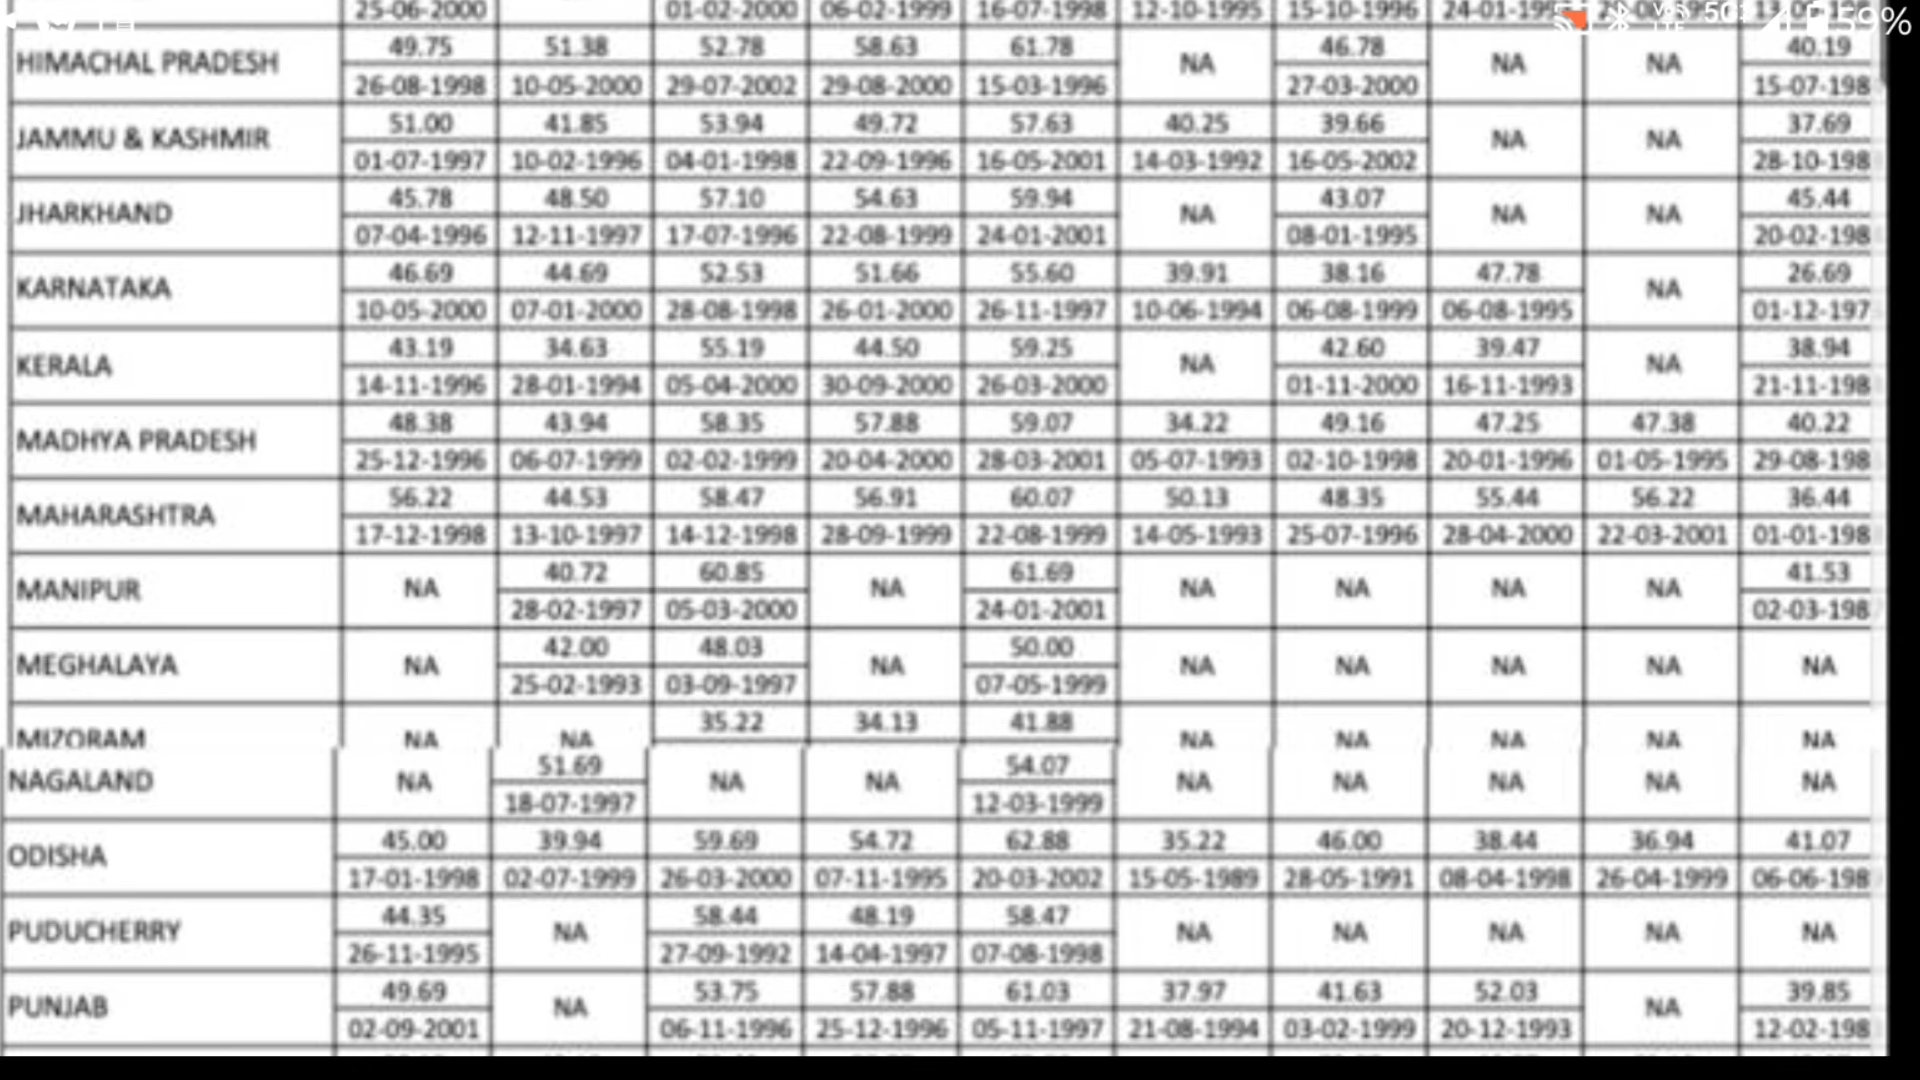 25-06-2000 01-02-2000 06-02-1999 16-07-1998 12-10-1995 15-10-1996
59%
HIMACHAL PRADESH 49.75 51.38 52.78 58.63 61.78 NA 46.78 NA NA 40.19
26-08-1998 10-05-2000 29-07-2002 29-08-2000 15-03-1996 27-03-2000 15-07-198
JAMMU & KASHMIR 51.00 41.85 53.94 49.72 57.63 40.25 39.66 NA NA 37.69
01-07-1997 10-02-1996 04-01-1998 22-09-1996 16-05-2001 14-03-1992 16-05-2002 28-10-198
JHARKHAND 45.78 48.50 57.10 54.63 59.94 NA 43.07 NA NA 45.44
07-04-1996 12-11-1997 17-07-1996 22-08-1999 24-01-2001 08-01-1995 20-02-198
KARNATAKA 46.69 44.69 52.53 51.66 55.60 39.91 38.16 47.78 NA 26.69
10-05-2000 07-01-2000 28-08-1998 26-01-2000 26-11-1997 10-06-1994 06-08-1999 06-08-1995 01-12-197
KERALA 43.19 34.63 55.19 44.50 59.25 NA 42.60 39.47 NA 38.94
14-11-1996 28-01-1994 05-04-2000 30-09-2000 26-03-2000 01-11-2000 16-11-1993 21-11-198
MADHYA PRADESH 48.38 43.94 58.35 57.88 59.07 34.22 49.16 47.25 47.38 40.22
25-12-1996 06-07-1999 02-02-1999 20-04-2000 28-03-2001 05-07-1993 02-10-1998 20-01-1996 01-05-1995 29-08-198
MAHARASHTRA 56.22 44.53 58.47 56.91 60.07 50.13 48.35 55.44 56.22 36.44
17-12-1998 13-10-1997 14-12-1998 28-09-1999 22-08-1999 14-05-1993 25-07-1996 28-04-2000 22-03-2001 01-01-198
MANIPUR NA 40.72 60.85 NA 61.69 NA NA NA NA 41.53
28-02-1997 05-03-2000 24-01-2001 02-03-198
MEGHALAYA NA 42.00 48.03 NA 50.00 NA NA NA NA NA
25-02-1993 03-09-1997 07-05-1999
MIZORAM NA NA 35.22 34.13 41.88 NA NA NA NA NA
NAGALAND NA 51.69 NA NA 54.07 NA NA NA NA NA
18-07-1997 12-03-1999
ODISHA 45.00 39.94 59.69 54.72 62.88 35.22 46.00 38.44 36.94 41.07
17-01-1998 02-07-1999 26-03-2000 07-11-1995 20-03-2002 15-05-1989 28-05-1991 08-04-1998 26-04-1999 06-06-198
PUDUCHERRY 44.35 NA 58.44 48.19 58.47 NA NA NA NA NA
26-11-1995 27-09-1992 14-04-1997 07-08-1998
PUNJAB 49.69 NA 53.75 57.88 61.03 37.97 41.63 52.03 NA 39.85
02-09-2001 06-11-1996 25-12-1996 05-11-1997 21-08-1994 03-02-1999 20-12-1993 12-02-198